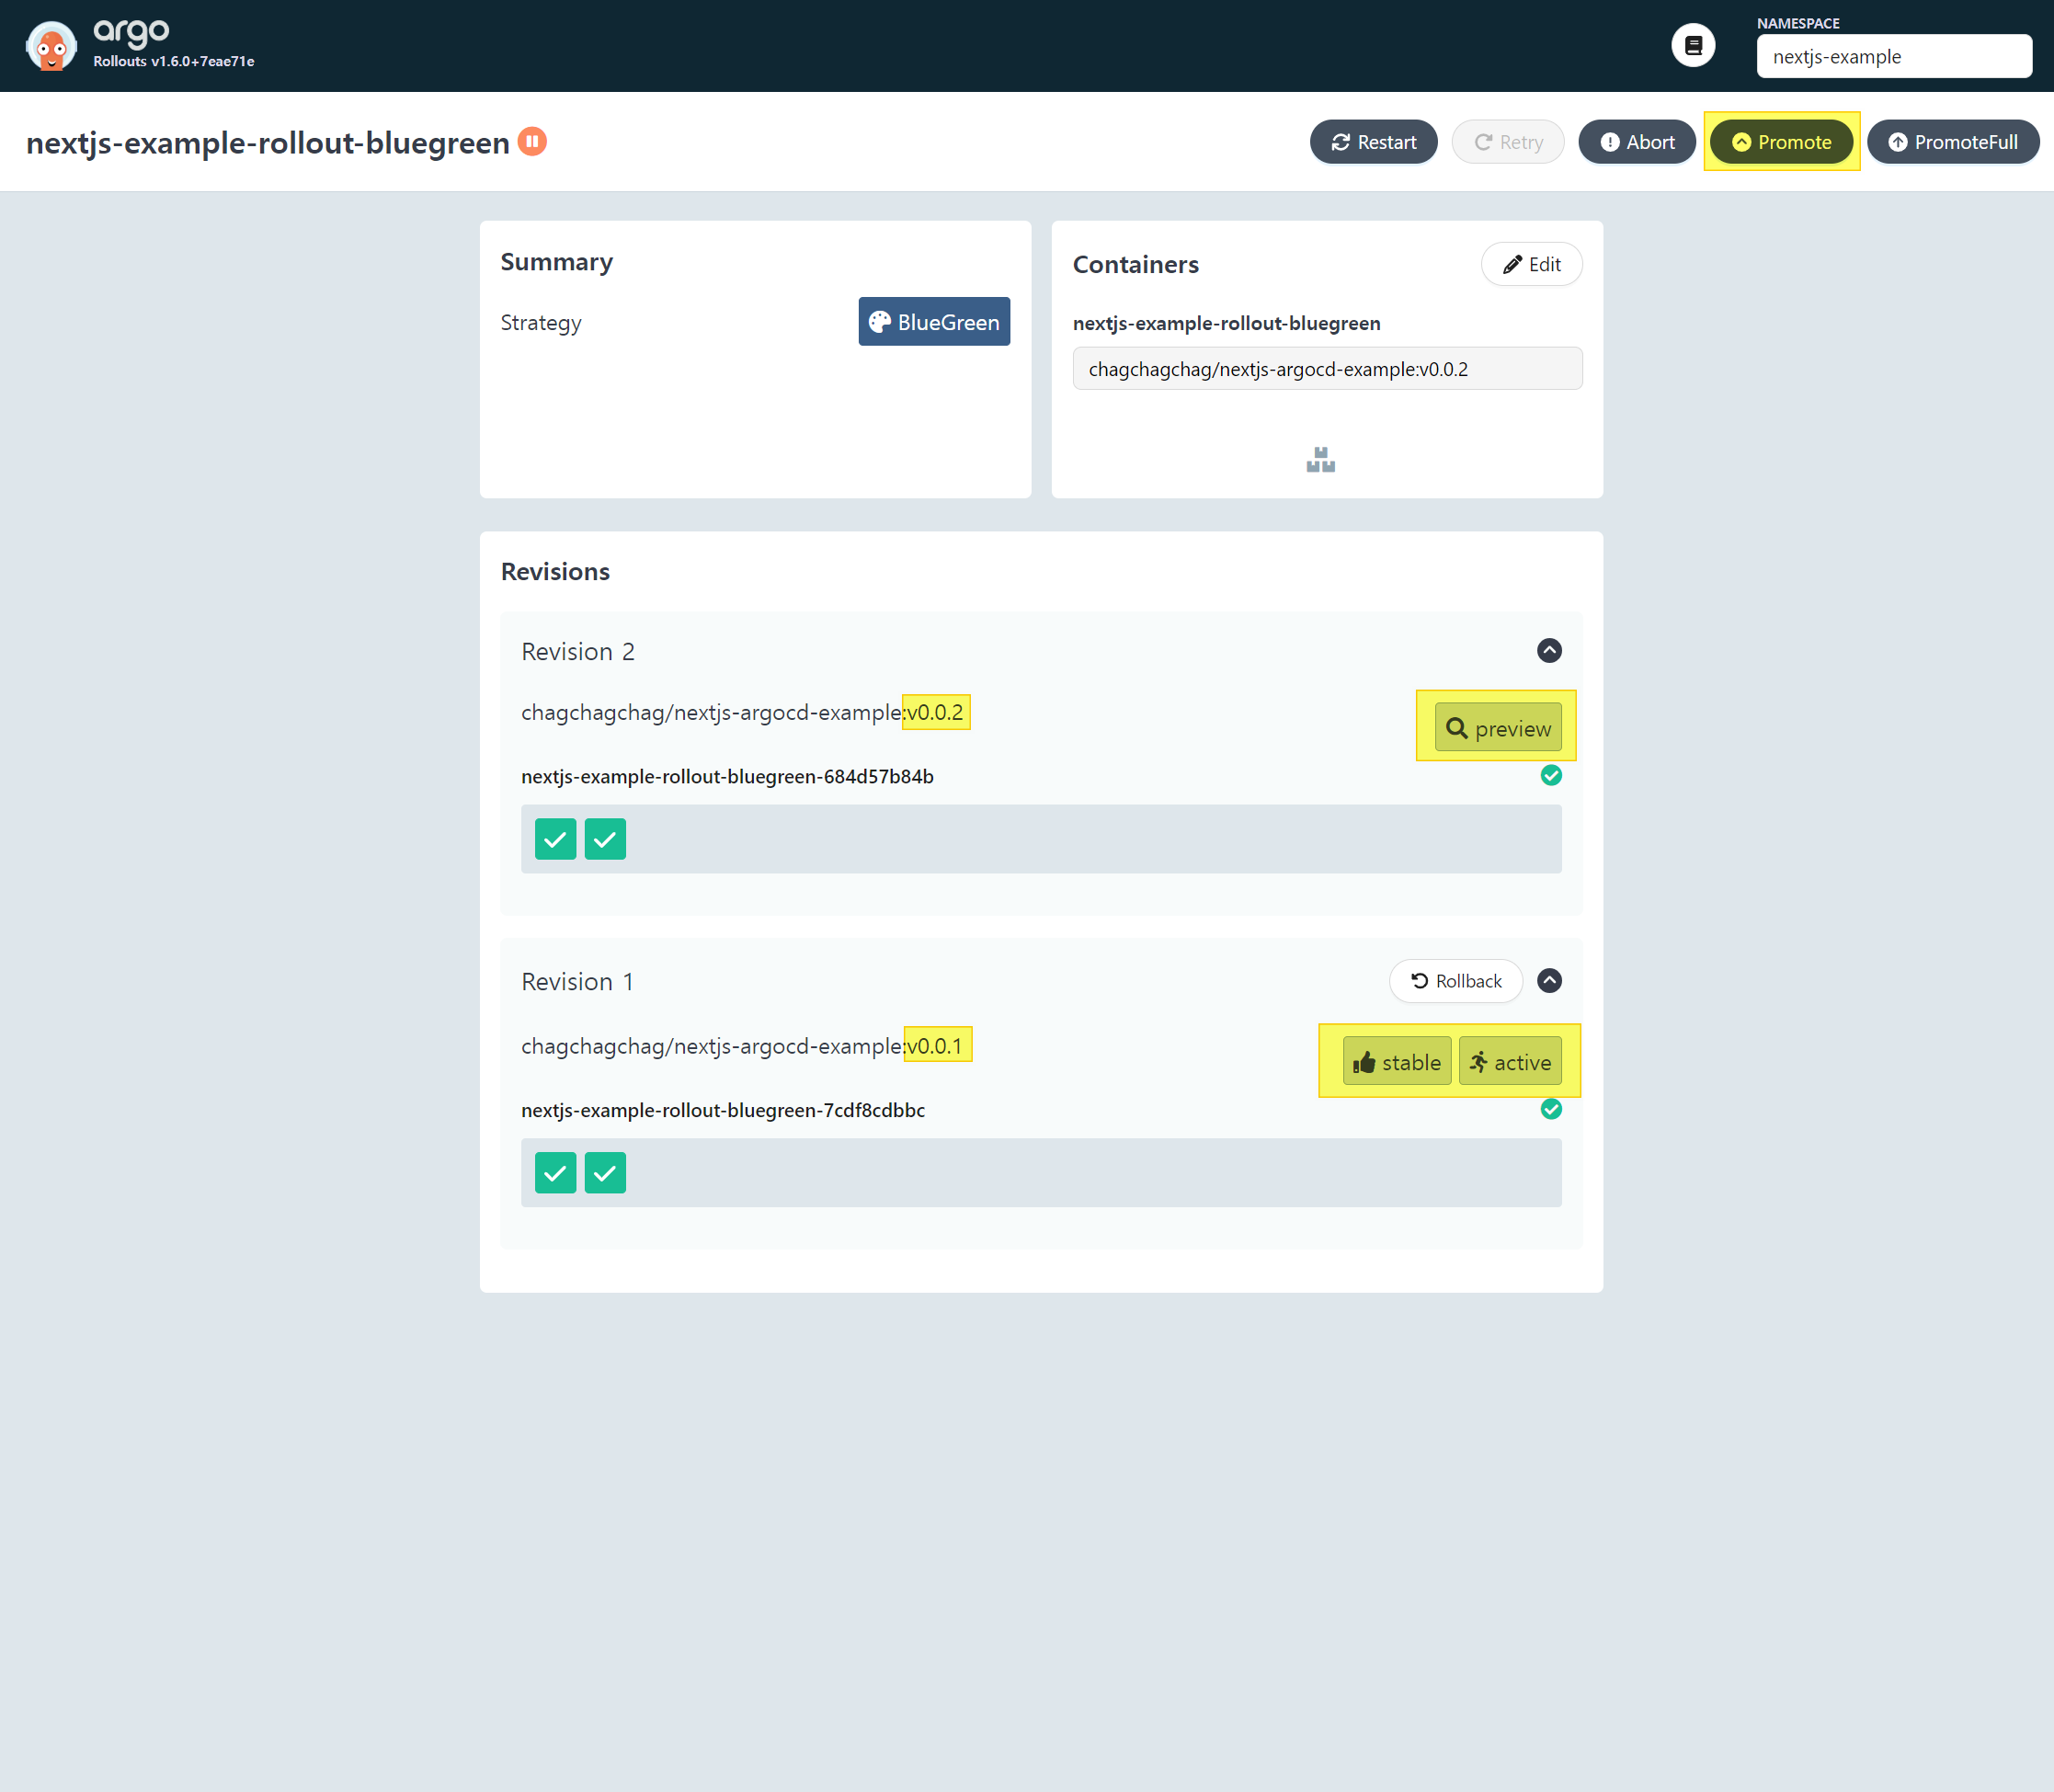 argo
Rollouts v1.6.0+7eae71e
NAMESPACE
nextjs-example
nextjs-example-rollout-bluegreen
Restart
Retry
Abort
Promote
PromoteFull
Summary
Strategy
BlueGreen
Containers
Edit
nextjs-example-rollout-bluegreen
chagchagchag/nextjs-argocd-example:v0.0.2
Revisions
Revision 2
chagchagchag/nextjs-argocd-example:v0.0.2
preview
nextjs-example-rollout-bluegreen-684d57b84b
Revision 1
Rollback
chagchagchag/nextjs-argocd-example:v0.0.1
stable
active
nextjs-example-rollout-bluegreen-7cdf8cdbbc